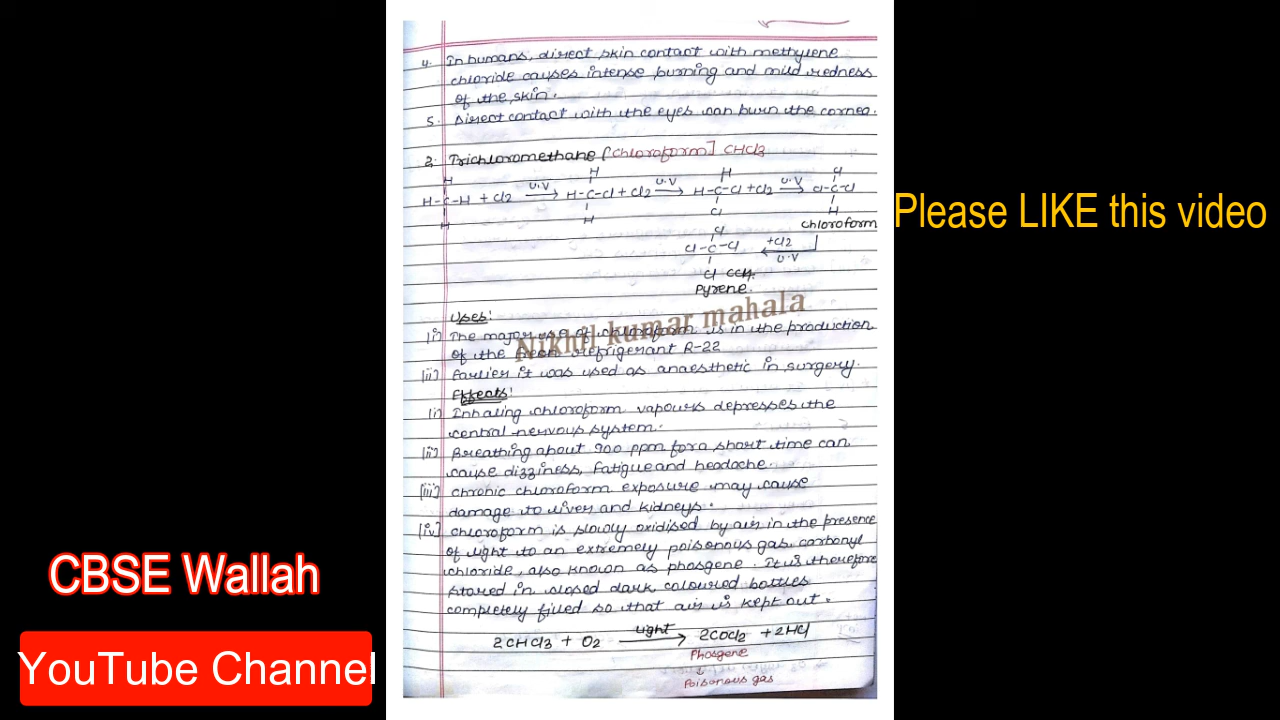 4. In humans, direct skin contact with methylene
chloride causes intense burning and mild redness
of the skin.
5. Direct contact with the eyes can burn the cornea.
2. Trichloromethane [Chloroform] CHCl3
H H H Cl
H-C-H + Cl2 U.V → H-C-Cl + Cl2 U.V → H-C-Cl + Cl2 U.V → Cl-C-Cl
H H Cl H
chloroform
Cl
Cl-C-Cl ← +Cl2 U.V
Cl CCl4.
Pyrene.
Nikhil kumar mahala
Uses:
(i) The major use of chloroform is in the production
of the freon refrigerant R-22
(ii) Earlier it was used as anaesthetic in surgery.
Effects:
(i) Inhaling chloroform vapours depresses the
central nervous system.
(ii) Breathing about 900 ppm for a short time can
cause dizziness, fatigue and headache.
(iii) chronic chloroform exposure may cause
damage to liver and kidneys.
(iv) chloroform is slowly oxidised by air in the presence
of light to an extremely poisonous gas, carbonyl
chloride, also known as phosgene. It is therefore
stored in closed dark coloured bottles
completely filled so that air is kept out.
2CHCl3 + O2 Light → 2COCl2 + 2HCl
Phosgene
↓
Poisonous gas
Please LIKE this video
CBSE Wallah
YouTube Channel